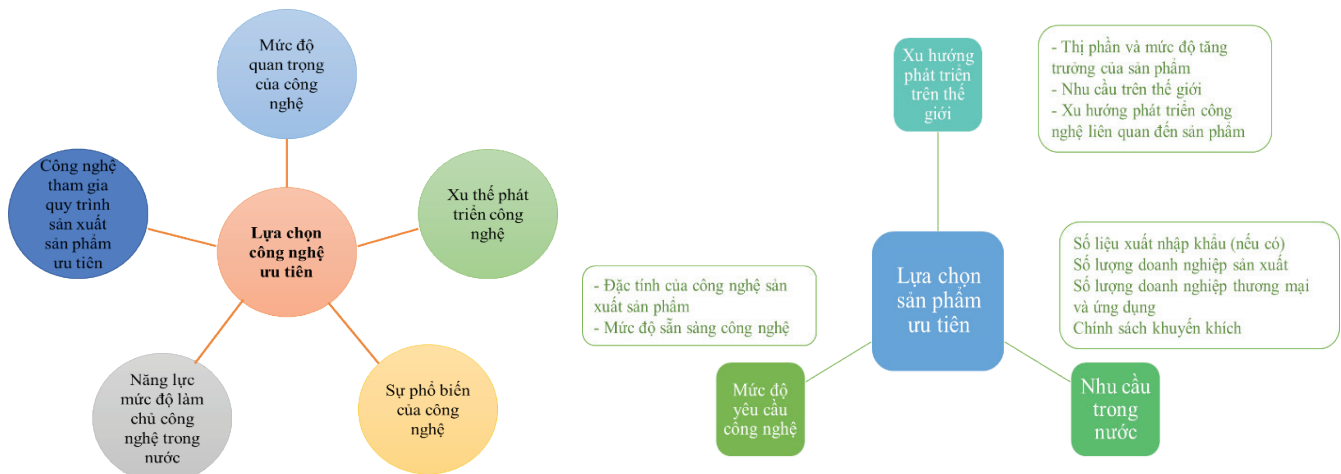 Mức độ
quan trọng
của công
nghệ
Công nghệ
tham gia
quy trình
sản xuất
sản phẩm
ưu tiên
Xu thế phát
triển công
nghệ
Lựa chọn
công nghệ
ưu tiên
Năng lực
mức độ làm
chủ công
nghệ trong
nước
Sự phổ biến
của công
nghệ
Xu hướng
phát triển
trên thế
giới
- Thị phần và mức độ tăng
trưởng của sản phẩm
- Nhu cầu trên thế giới
- Xu hướng phát triển công
nghệ liên quan đến sản phẩm
Lựa chọn
sản phẩm
ưu tiên
Số liệu xuất nhập khẩu (nếu có)
Số lượng doanh nghiệp sản xuất
Số lượng doanh nghiệp thương mại
và ứng dụng
Chính sách khuyến khích
- Đặc tính của công nghệ sản
xuất sản phẩm
- Mức độ sẵn sàng công nghệ
Mức độ
yêu cầu
công nghệ
Nhu cầu
trong
nước